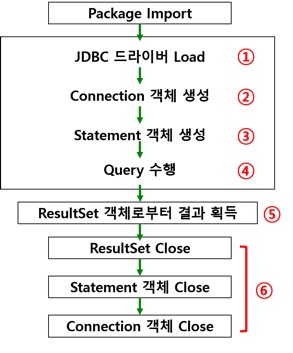 Package Import
JDBC 드라이버 Load ①
Connection 객체 생성 ②
Statement 객체 생성 ③
Query 수행 ④
ResultSet 객체로부터 결과 획득 ⑤
ResultSet Close
Statement 객체 Close ⑥
Connection 객체 Close